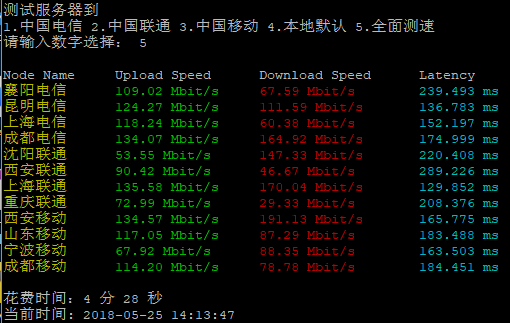 测试服务器到
1.中国电信 2.中国联通 3.中国移动 4.本地默认 5.全面测速
请输入数字选择： 5
Node Name Upload Speed Download Speed Latency
襄阳电信 109.02 Mbit/s 67.59 Mbit/s 239.493 ms
昆明电信 124.27 Mbit/s 111.59 Mbit/s 136.783 ms
上海电信 118.24 Mbit/s 60.38 Mbit/s 152.197 ms
成都电信 134.07 Mbit/s 164.92 Mbit/s 174.999 ms
沈阳联通 53.55 Mbit/s 147.33 Mbit/s 220.408 ms
西安联通 90.42 Mbit/s 46.67 Mbit/s 289.226 ms
上海联通 135.58 Mbit/s 170.04 Mbit/s 129.852 ms
重庆联通 72.99 Mbit/s 29.33 Mbit/s 208.376 ms
西安移动 134.57 Mbit/s 191.13 Mbit/s 165.775 ms
山东移动 117.05 Mbit/s 87.29 Mbit/s 183.488 ms
宁波移动 67.92 Mbit/s 88.35 Mbit/s 163.503 ms
成都移动 114.20 Mbit/s 78.78 Mbit/s 184.451 ms
花费时间：4 分 28 秒
当前时间：2018-05-25 14:13:47